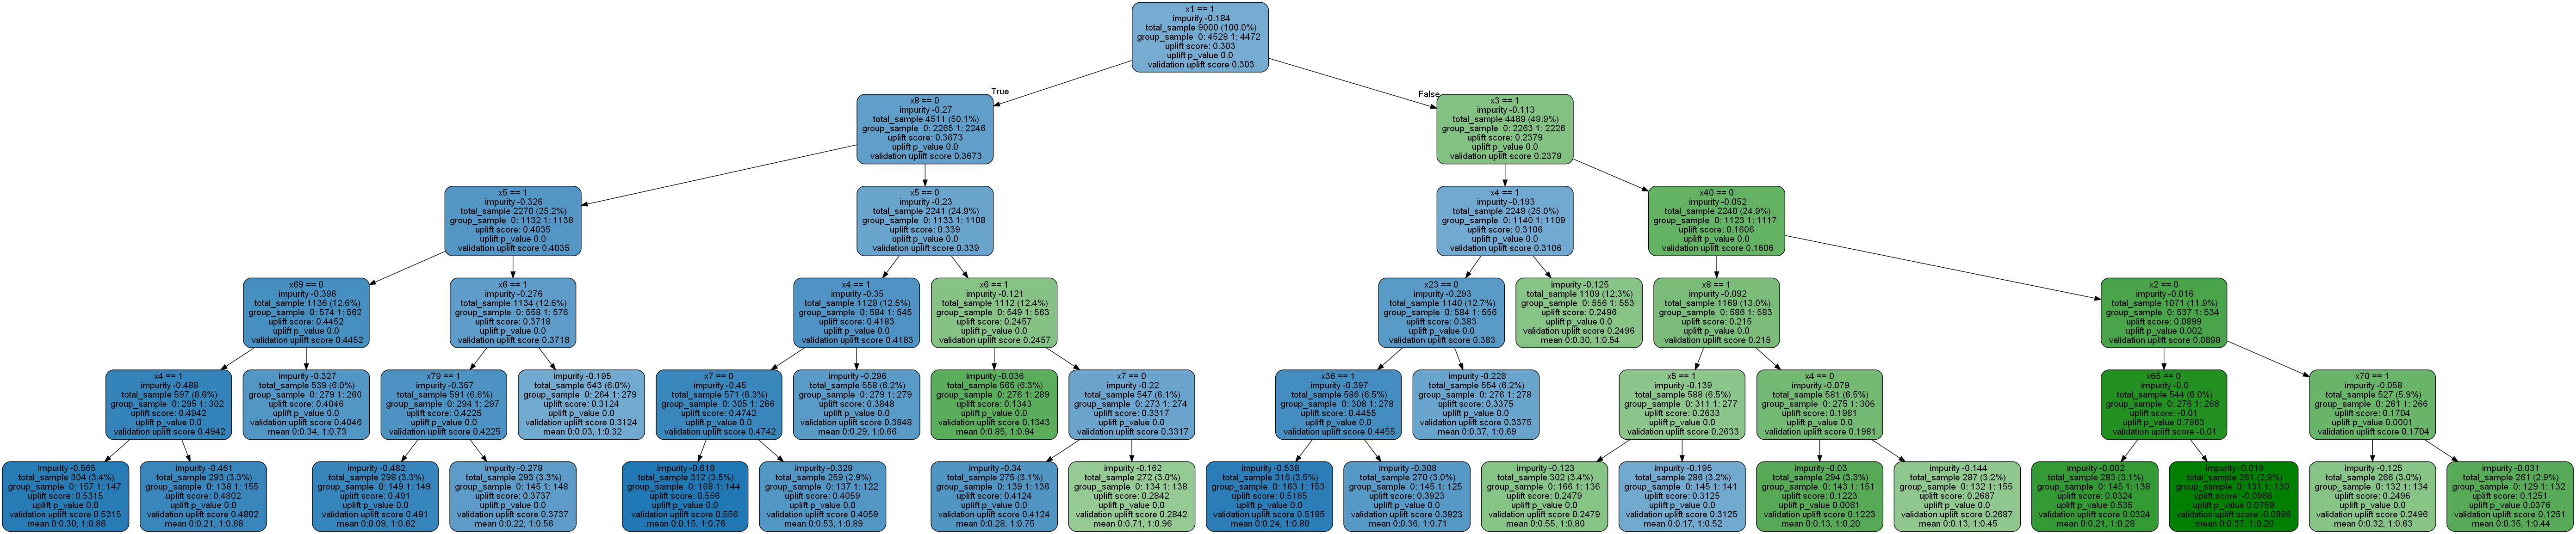 x1 == 1
impurity -0.184
total_sample 9000 (100.0%)
group_sample 0: 4528 1: 4472
uplift score: 0.303
uplift p_value 0.0
validation uplift score 0.303
True
False
x8 == 0
impurity -0.27
total_sample 4511 (50.1%)
group_sample 0: 2265 1: 2246
uplift score: 0.3673
uplift p_value 0.0
validation uplift score 0.3673
x3 == 1
impurity -0.113
total_sample 4489 (49.9%)
group_sample 0: 2263 1: 2226
uplift score: 0.2379
uplift p_value 0.0
validation uplift score 0.2379
x5 == 1
impurity -0.326
total_sample 2270 (25.2%)
group_sample 0: 1132 1: 1138
uplift score: 0.4035
uplift p_value 0.0
validation uplift score 0.4035
x5 == 0
impurity -0.23
total_sample 2241 (24.9%)
group_sample 0: 1133 1: 1108
uplift score: 0.339
uplift p_value 0.0
validation uplift score 0.339
x4 == 1
impurity -0.193
total_sample 2249 (25.0%)
group_sample 0: 1140 1: 1109
uplift score: 0.3106
uplift p_value 0.0
validation uplift score 0.3106
x40 == 0
impurity -0.052
total_sample 2240 (24.9%)
group_sample 0: 1123 1: 1117
uplift score: 0.1606
uplift p_value 0.0
validation uplift score 0.1606
x69 == 0
impurity -0.396
total_sample 1136 (12.6%)
group_sample 0: 574 1: 562
uplift score: 0.4452
uplift p_value 0.0
validation uplift score 0.4452
x6 == 1
impurity -0.276
total_sample 1134 (12.6%)
group_sample 0: 558 1: 576
uplift score: 0.3718
uplift p_value 0.0
validation uplift score 0.3718
x4 == 1
impurity -0.35
total_sample 1129 (12.5%)
group_sample 0: 584 1: 545
uplift score: 0.4183
uplift p_value 0.0
validation uplift score 0.4183
x6 == 1
impurity -0.121
total_sample 1112 (12.4%)
group_sample 0: 549 1: 563
uplift score: 0.2457
uplift p_value 0.0
validation uplift score 0.2457
x23 == 0
impurity -0.293
total_sample 1140 (12.7%)
group_sample 0: 584 1: 556
uplift score: 0.383
uplift p_value 0.0
validation uplift score 0.383
impurity -0.125
total_sample 1109 (12.3%)
group_sample 0: 556 1: 553
uplift score: 0.2496
uplift p_value 0.0
validation uplift score 0.2496
mean 0:0.30, 1:0.54
x8 == 1
impurity -0.092
total_sample 1169 (13.0%)
group_sample 0: 586 1: 583
uplift score: 0.215
uplift p_value 0.0
validation uplift score 0.215
x2 == 0
impurity -0.016
total_sample 1071 (11.9%)
group_sample 0: 537 1: 534
uplift score: 0.0899
uplift p_value 0.002
validation uplift score 0.0899
x4 == 1
impurity -0.488
total_sample 597 (6.6%)
group_sample 0: 295 1: 302
uplift score: 0.4942
uplift p_value 0.0
validation uplift score 0.4942
impurity -0.327
total_sample 539 (6.0%)
group_sample 0: 279 1: 260
uplift score: 0.4046
uplift p_value 0.0
validation uplift score 0.4046
mean 0:0.34, 1:0.73
x79 == 1
impurity -0.357
total_sample 591 (6.6%)
group_sample 0: 294 1: 297
uplift score: 0.4225
uplift p_value 0.0
validation uplift score 0.4225
impurity -0.195
total_sample 543 (6.0%)
group_sample 0: 264 1: 279
uplift score: 0.3124
uplift p_value 0.0
validation uplift score 0.3124
mean 0:0.03, 1:0.32
x7 == 0
impurity -0.45
total_sample 571 (6.3%)
group_sample 0: 305 1: 266
uplift score: 0.4742
uplift p_value 0.0
validation uplift score 0.4742
impurity -0.296
total_sample 558 (6.2%)
group_sample 0: 279 1: 279
uplift score: 0.3848
uplift p_value 0.0
validation uplift score 0.3848
mean 0:0.29, 1:0.66
impurity -0.036
total_sample 565 (6.3%)
group_sample 0: 276 1: 289
uplift score: 0.1343
uplift p_value 0.0
validation uplift score 0.1343
mean 0:0.85, 1:0.94
x7 == 0
impurity -0.22
total_sample 547 (6.1%)
group_sample 0: 273 1: 274
uplift score: 0.3317
uplift p_value 0.0
validation uplift score 0.3317
x36 == 1
impurity -0.397
total_sample 586 (6.5%)
group_sample 0: 308 1: 278
uplift score: 0.4455
uplift p_value 0.0
validation uplift score 0.4455
impurity -0.228
total_sample 554 (6.2%)
group_sample 0: 276 1: 278
uplift score: 0.3375
uplift p_value 0.0
validation uplift score 0.3375
mean 0:0.37, 1:0.69
x5 == 1
impurity -0.139
total_sample 588 (6.5%)
group_sample 0: 311 1: 277
uplift score: 0.2633
uplift p_value 0.0
validation uplift score 0.2633
x4 == 0
impurity -0.079
total_sample 581 (6.5%)
group_sample 0: 275 1: 306
uplift score: 0.1981
uplift p_value 0.0
validation uplift score 0.1981
x65 == 0
impurity -0.0
total_sample 544 (6.0%)
group_sample 0: 276 1: 268
uplift score: -0.01
uplift p_value 0.7963
validation uplift score -0.01
x70 == 1
impurity -0.058
total_sample 527 (5.9%)
group_sample 0: 261 1: 266
uplift score: 0.1704
uplift p_value 0.0001
validation uplift score 0.1704
impurity -0.565
total_sample 304 (3.4%)
group_sample 0: 157 1: 147
uplift score: 0.5315
uplift p_value 0.0
validation uplift score 0.5315
mean 0:0.30, 1:0.86
impurity -0.461
total_sample 293 (3.3%)
group_sample 0: 138 1: 155
uplift score: 0.4802
uplift p_value 0.0
validation uplift score 0.4802
mean 0:0.21, 1:0.68
impurity -0.482
total_sample 298 (3.3%)
group_sample 0: 149 1: 149
uplift score: 0.491
uplift p_value 0.0
validation uplift score 0.491
mean 0:0.09, 1:0.62
impurity -0.279
total_sample 293 (3.3%)
group_sample 0: 145 1: 148
uplift score: 0.3737
uplift p_value 0.0
validation uplift score 0.3737
mean 0:0.22, 1:0.56
impurity -0.618
total_sample 312 (3.5%)
group_sample 0: 168 1: 144
uplift score: 0.556
uplift p_value 0.0
validation uplift score 0.556
mean 0:0.15, 1:0.76
impurity -0.329
total_sample 259 (2.9%)
group_sample 0: 137 1: 122
uplift score: 0.4059
uplift p_value 0.0
validation uplift score 0.4059
mean 0:0.53, 1:0.89
impurity -0.34
total_sample 275 (3.1%)
group_sample 0: 139 1: 136
uplift score: 0.4124
uplift p_value 0.0
validation uplift score 0.4124
mean 0:0.28, 1:0.75
impurity -0.162
total_sample 272 (3.0%)
group_sample 0: 134 1: 138
uplift score: 0.2842
uplift p_value 0.0
validation uplift score 0.2842
mean 0:0.71, 1:0.96
impurity -0.538
total_sample 316 (3.5%)
group_sample 0: 163 1: 153
uplift score: 0.5185
uplift p_value 0.0
validation uplift score 0.5185
mean 0:0.24, 1:0.80
impurity -0.308
total_sample 270 (3.0%)
group_sample 0: 145 1: 125
uplift score: 0.3923
uplift p_value 0.0
validation uplift score 0.3923
mean 0:0.36, 1:0.71
impurity -0.123
total_sample 302 (3.4%)
group_sample 0: 166 1: 136
uplift score: 0.2479
uplift p_value 0.0
validation uplift score 0.2479
mean 0:0.55, 1:0.80
impurity -0.195
total_sample 286 (3.2%)
group_sample 0: 145 1: 141
uplift score: 0.3125
uplift p_value 0.0
validation uplift score 0.3125
mean 0:0.17, 1:0.52
impurity -0.03
total_sample 294 (3.3%)
group_sample 0: 143 1: 151
uplift score: 0.1223
uplift p_value 0.0081
validation uplift score 0.1223
mean 0:0.13, 1:0.20
impurity -0.144
total_sample 287 (3.2%)
group_sample 0: 132 1: 155
uplift score: 0.2687
uplift p_value 0.0
validation uplift score 0.2687
mean 0:0.13, 1:0.45
impurity -0.002
total_sample 283 (3.1%)
group_sample 0: 145 1: 138
uplift score: 0.0324
uplift p_value 0.535
validation uplift score 0.0324
mean 0:0.21, 1:0.28
impurity -0.019
total_sample 261 (2.9%)
group_sample 0: 131 1: 130
uplift score: -0.0986
uplift p_value 0.0759
validation uplift score -0.0986
mean 0:0.37, 1:0.20
impurity -0.125
total_sample 266 (3.0%)
group_sample 0: 132 1: 134
uplift score: 0.2496
uplift p_value 0.0
validation uplift score 0.2496
mean 0:0.32, 1:0.63
impurity -0.031
total_sample 261 (2.9%)
group_sample 0: 129 1: 132
uplift score: 0.1251
uplift p_value 0.0376
validation uplift score 0.1251
mean 0:0.35, 1:0.44